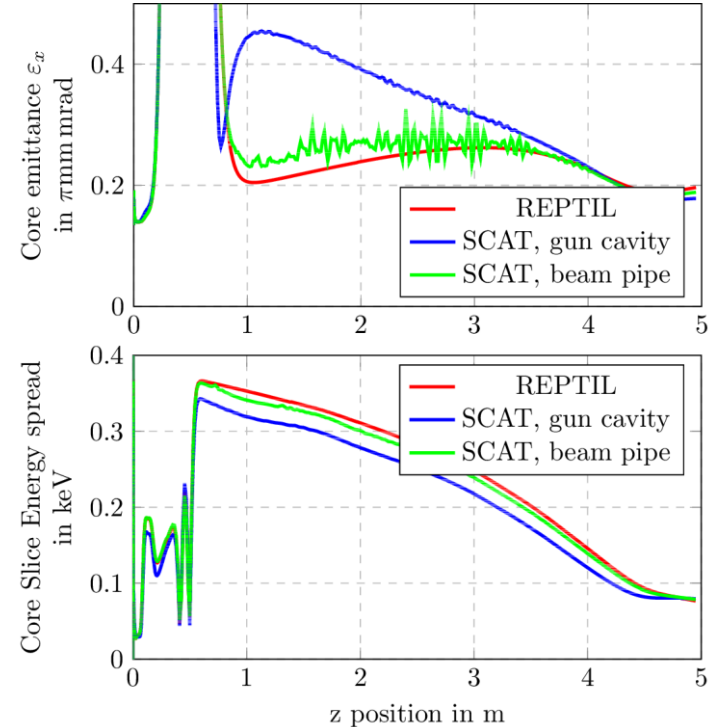 Core emittance εx
in π mm mrad
0.4
0.2
0
REPTIL
SCAT, gun cavity
SCAT, beam pipe
0 1 2 3 4 5
Core Slice Energy spread
in keV
0.4
0.3
0.2
0.1
0
REPTIL
SCAT, gun cavity
SCAT, beam pipe
0 1 2 3 4 5
z position in m